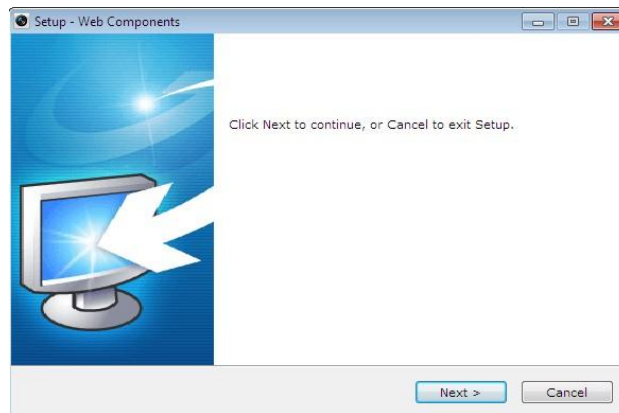 Setup - Web Components
Click Next to continue, or Cancel to exit Setup.
Next >
Cancel